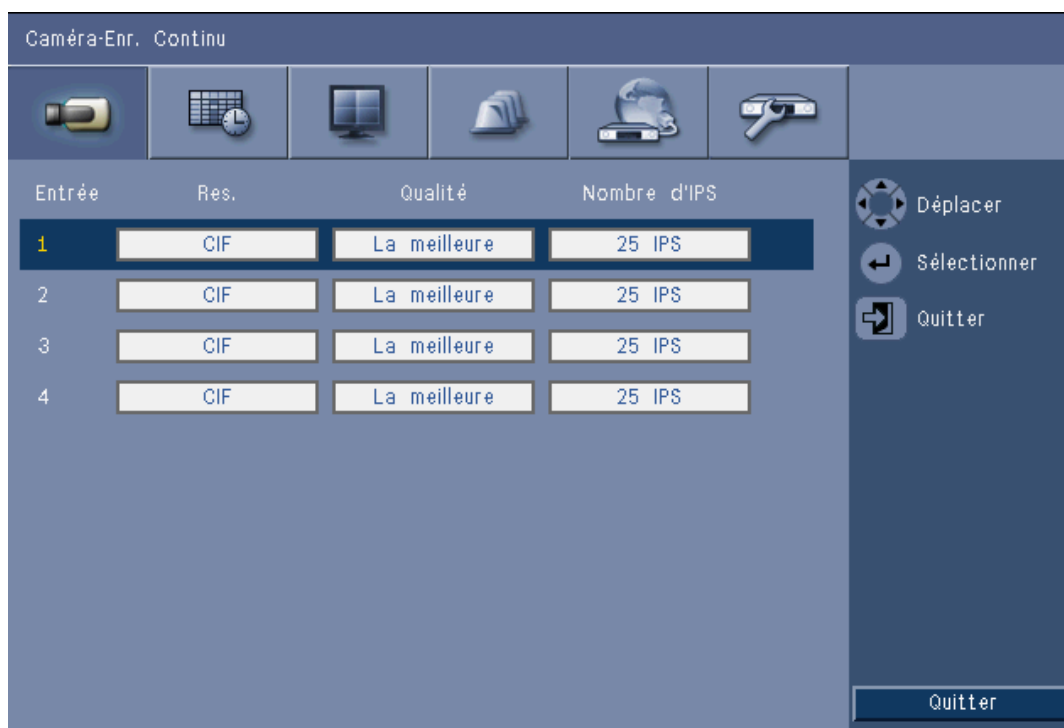 Caméra-Enr. Continu
Entrée Res. Qualité Nombre d'IPS
1 CIF La meilleure 25 IPS
2 CIF La meilleure 25 IPS
3 CIF La meilleure 25 IPS
4 CIF La meilleure 25 IPS
Déplacer
Sélectionner
Quitter
Quitter